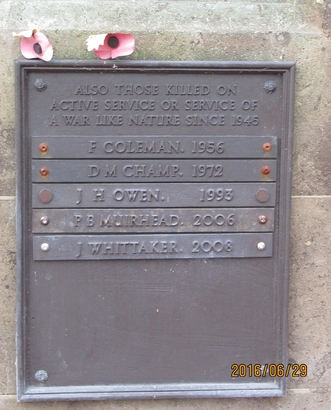 ALSO THOSE KILLED ON
ACTIVE SERVICE OR SERVICE OF
A WAR LIKE NATURE SINCE 1945
F COLEMAN. 1956
D M CHAMP. 1972
J H OWEN. 1993
P B MUIRHEAD. 2006
J WHITTAKER. 2008
2016/06/29